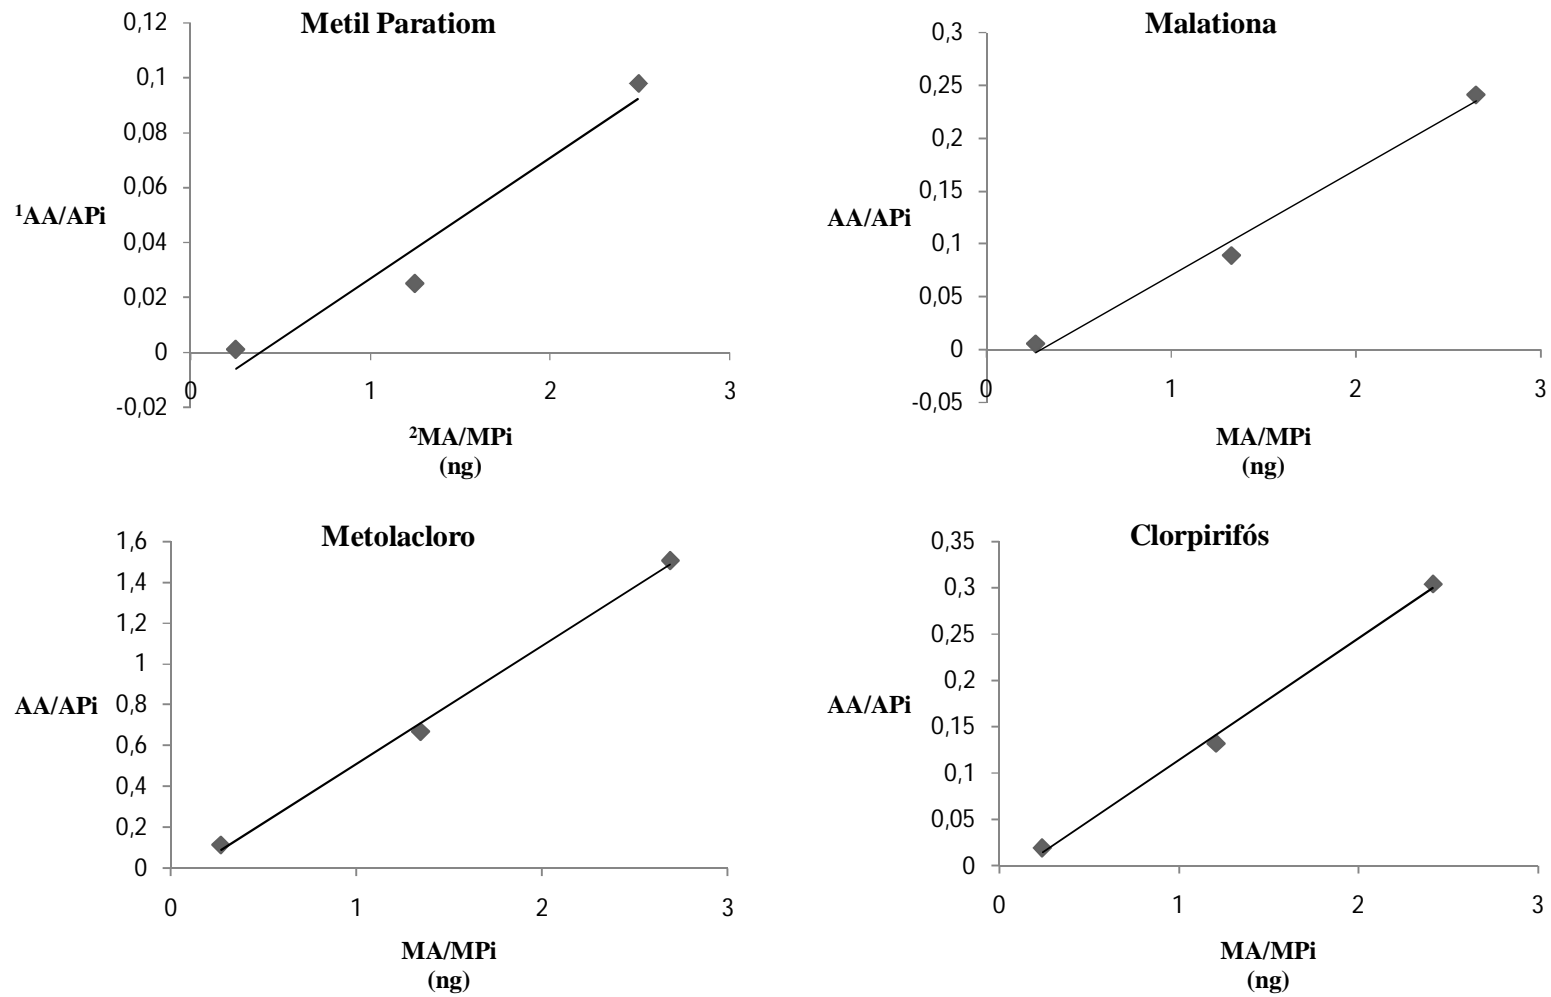 Metil Paratiom
0,12
0,1
0,08
0,06
0,04
0,02
0
-0,02
0 1 2 3
¹AA/APi
²MA/MPi
(ng)
Malationa
0,3
0,25
0,2
0,15
0,1
0,05
0
-0,05
0 1 2 3
AA/APi
MA/MPi
(ng)
Metolacloro
1,6
1,4
1,2
1
0,8
0,6
0,4
0,2
0
0 1 2 3
AA/APi
MA/MPi
(ng)
Clorpirifós
0,35
0,3
0,25
0,2
0,15
0,1
0,05
0
0 1 2 3
AA/APi
MA/MPi
(ng)